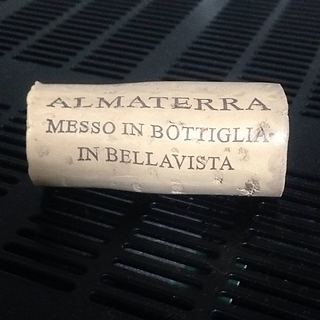 ALMATERRA
MESSO IN BOTTIGLIA
IN BELLAVISTA